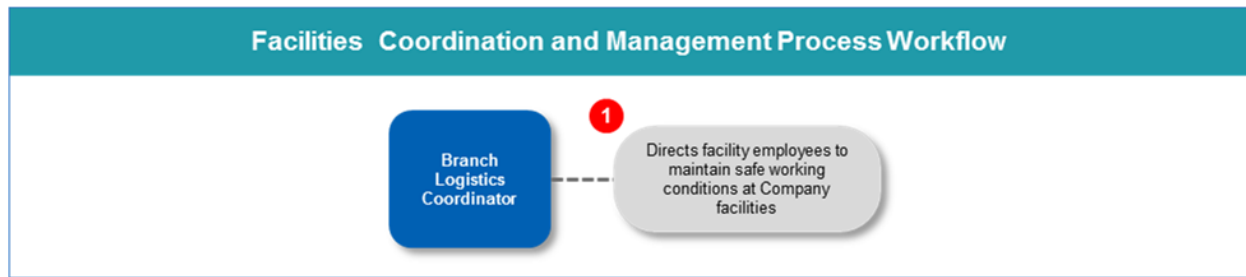 Facilities Coordination and Management Process Workflow
1
Branch
Logistics
Coordinator
Directs facility employees to
maintain safe working
conditions at Company
facilities